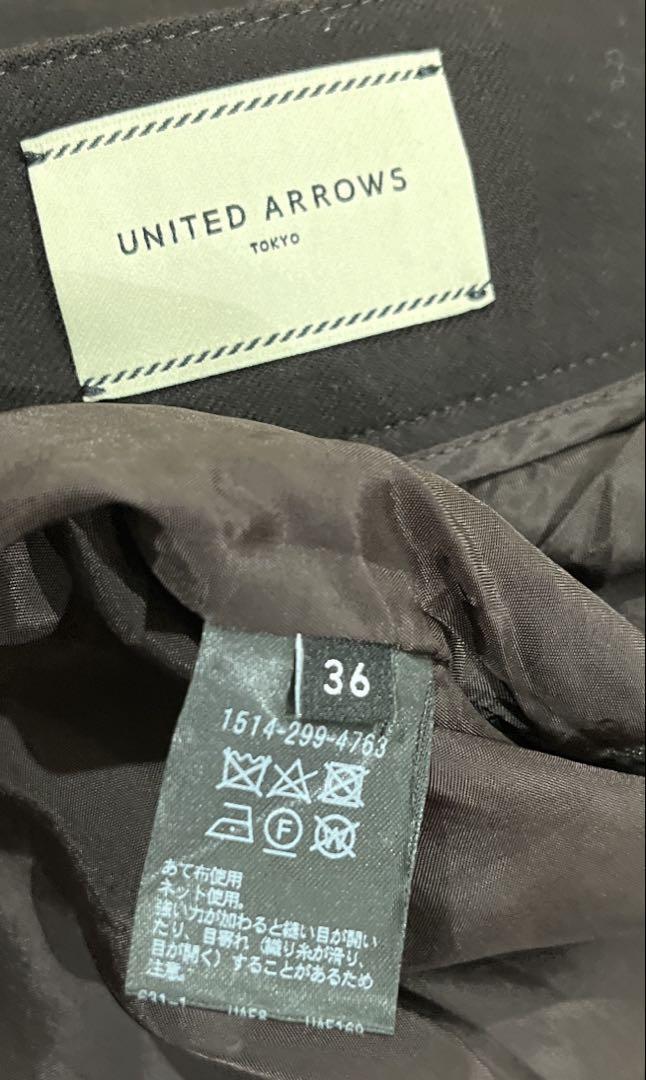 UNITED ARROWS
TOKYO
36
1514-299-4763
F W
あて布使用
ネット使用。
強い力が加わると縫い目が開い
たり、目寄れ（織り糸が滑り、
目が開く）することがあるため
注意。